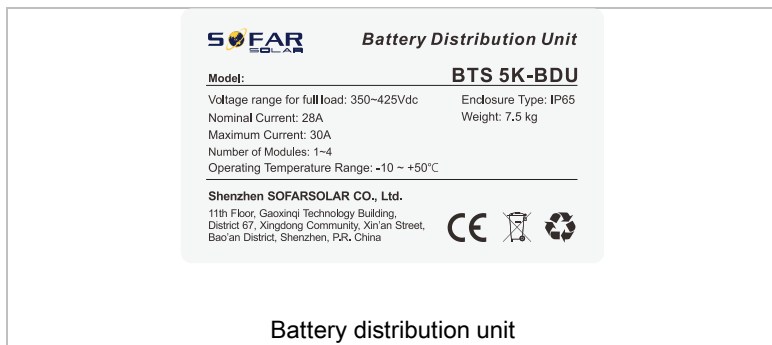 SOFAR
SOLAR
Battery Distribution Unit
Model: BTS 5K-BDU
Voltage range for full load: 350~425Vdc
Nominal Current: 28A
Maximum Current: 30A
Number of Modules: 1~4
Operating Temperature Range: -10 ~ +50℃
Enclosure Type: IP65
Weight: 7.5 kg
Shenzhen SOFARSOLAR CO., Ltd.
11th Floor, Gaoxinqi Technology Building,
District 67, Xingdong Community, Xin'an Street,
Bao'an District, Shenzhen, P.R. China
CE
Battery distribution unit